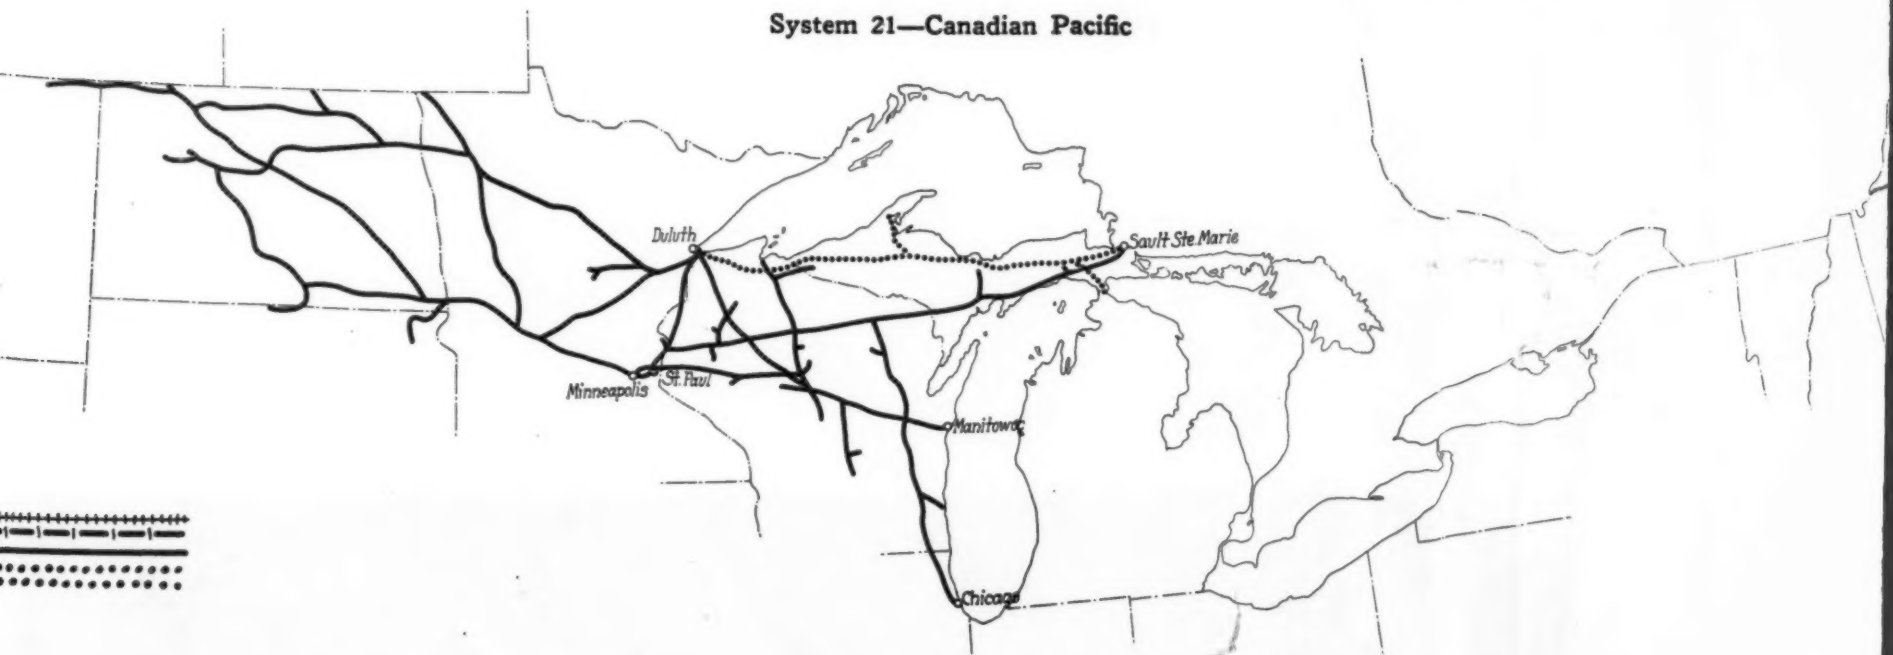 System 21—Canadian Pacific
Duluth
Sault Ste. Marie
Minneapolis
St. Paul
Manitowoc
Chicago